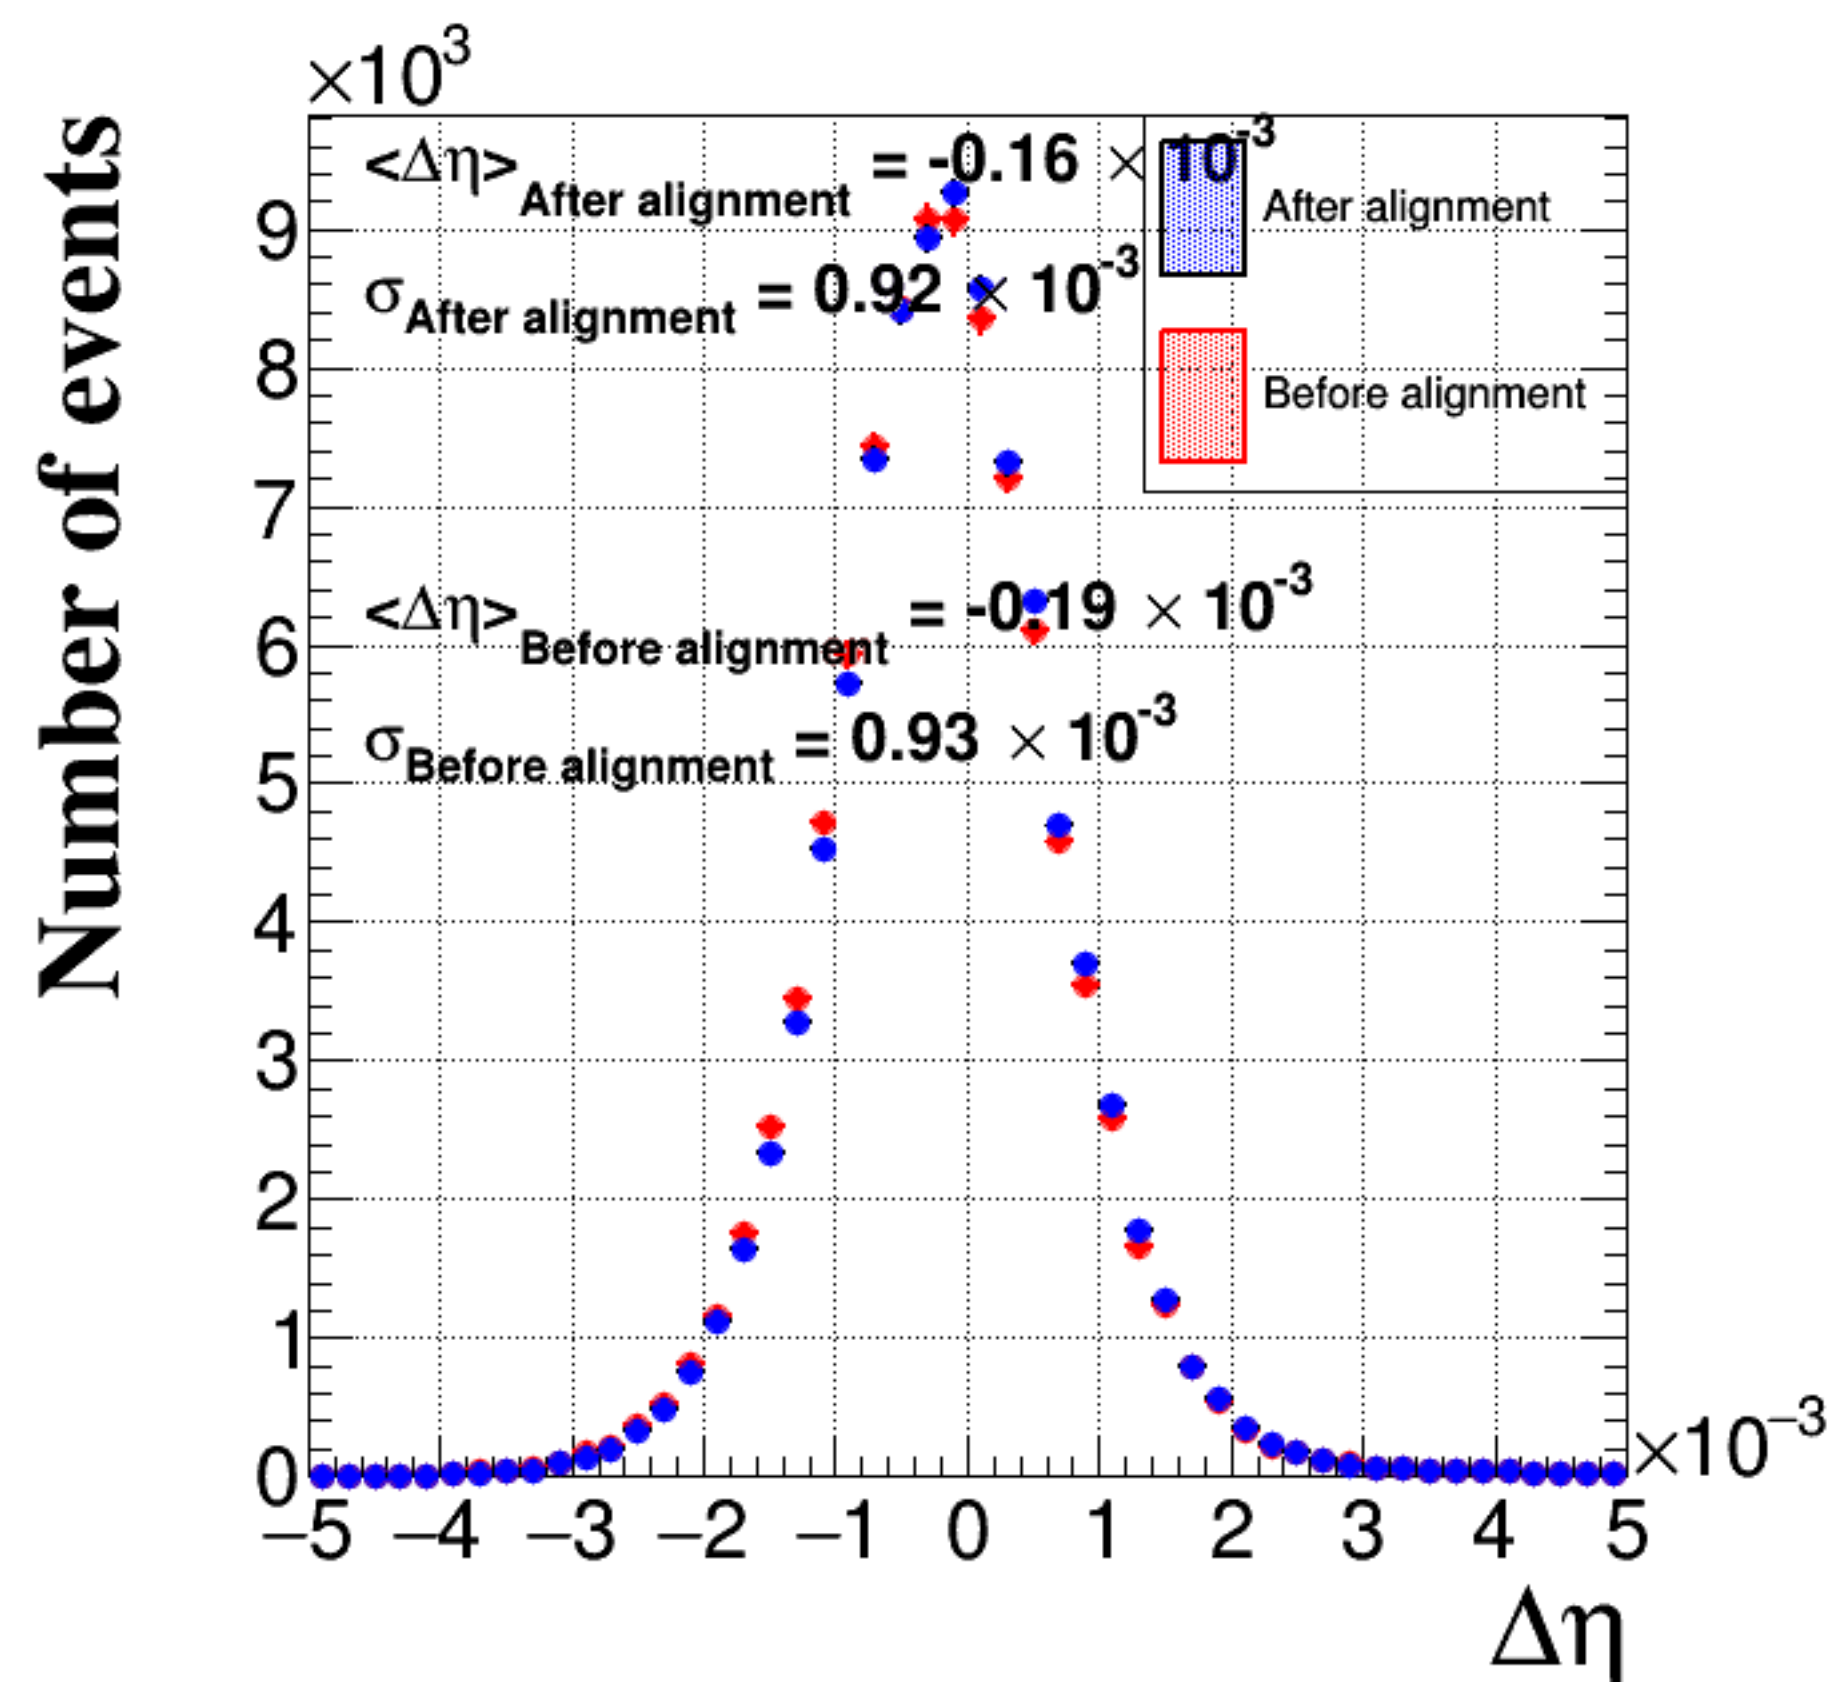 ×10³
Number of events
<Δη>After alignment = -0.16 × 10⁻³
σAfter alignment = 0.92 × 10⁻³
<Δη>Before alignment = -0.19 × 10⁻³
σBefore alignment = 0.93 × 10⁻³
After alignment
Before alignment
9
8
7
6
5
4
3
2
1
0
−5 −4 −3 −2 −1 0 1 2 3 4 5
×10⁻³
Δη